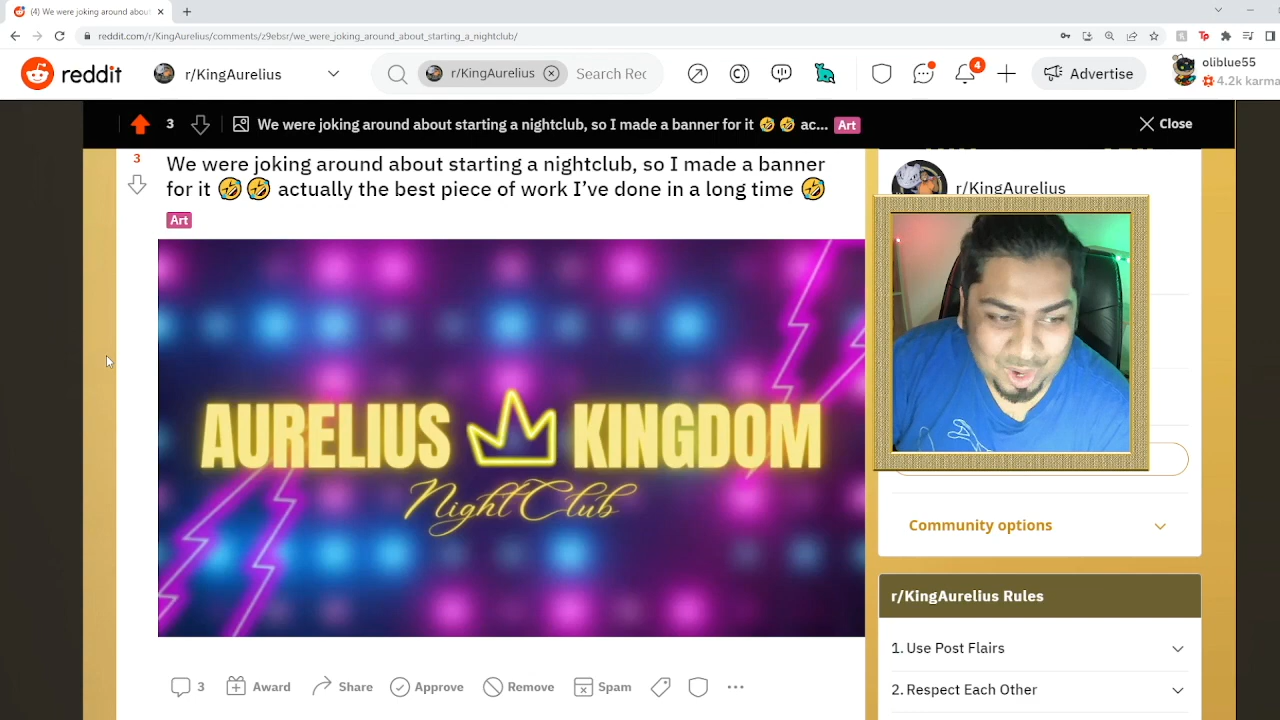 (4) We were joking around abou
reddit.com/r/KingAurelius/comments/z9ebsr/we_were_joking_around_about_starting_a_nightclub/
reddit
r/KingAurelius
r/KingAurelius
Search Rec
4
Advertise
oliblue55
4.2k karma
3
We were joking around about starting a nightclub, so I made a banner for it 🤣 🤣 ac...
Art
Close
3
We were joking around about starting a nightclub, so I made a banner
for it 🤣🤣 actually the best piece of work I’ve done in a long time 🤣
Art
r/KingAurelius
AURELIUS KINGDOM
NightClub
Community options
r/KingAurelius Rules
1. Use Post Flairs
2. Respect Each Other
3
Award
Share
Approve
Remove
Spam